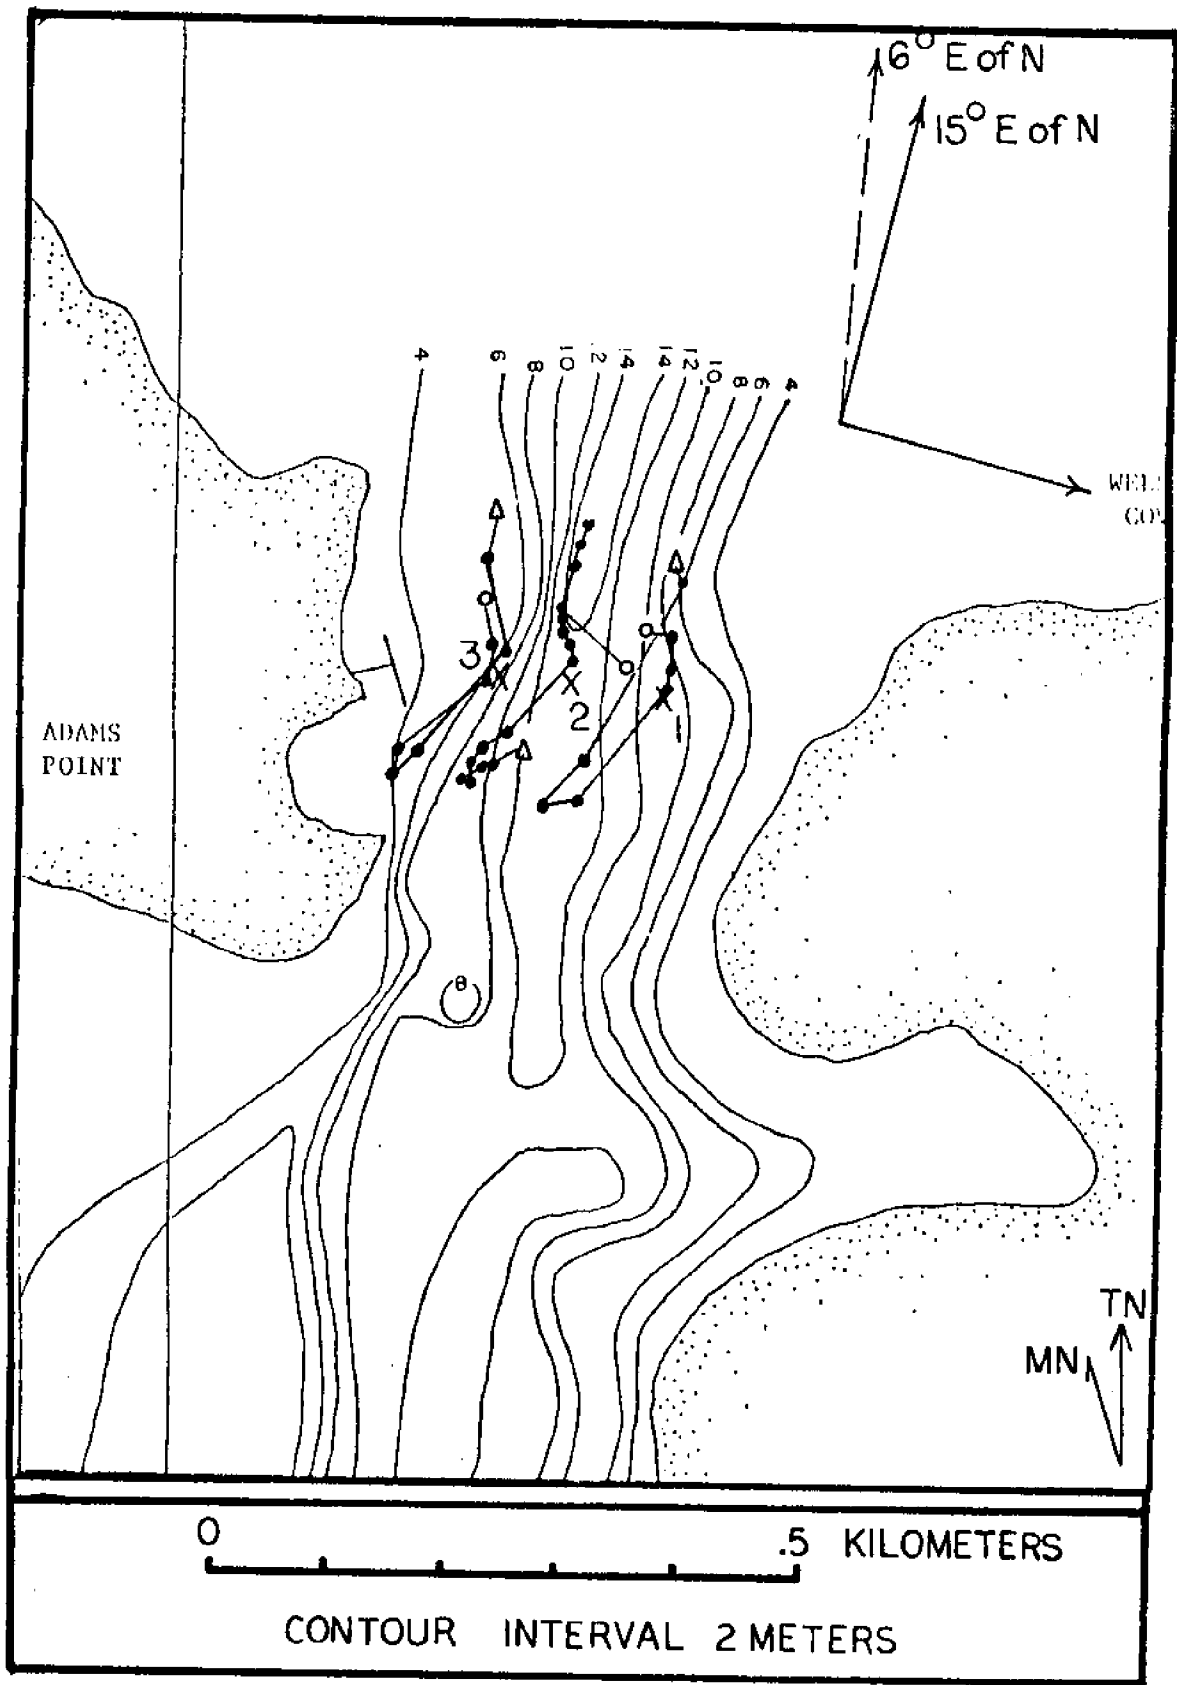 6° E of N
15° E of N
4 6 8 10 2 14 14 12 10 8 6 4
3
2
1
ADAMS
POINT
8
TN
MN
0 .5 KILOMETERS
CONTOUR INTERVAL 2 METERS